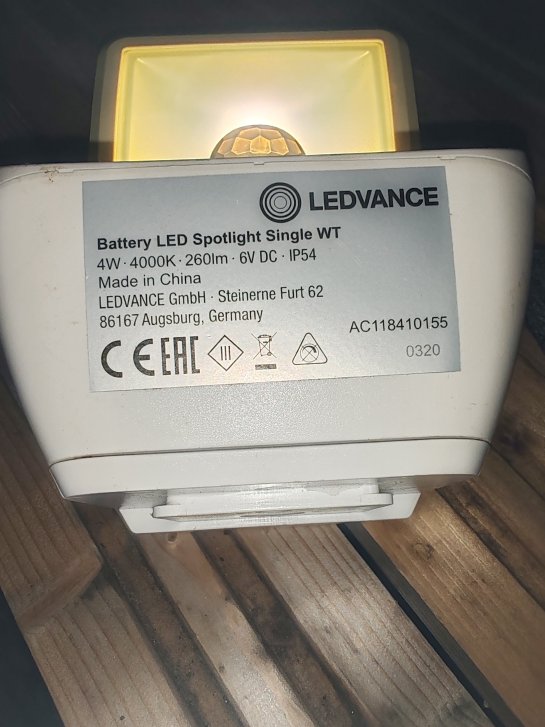 LEDVANCE
Battery LED Spotlight Single WT
4W · 4000K · 260lm · 6V DC · IP54
Made in China
LEDVANCE GmbH · Steinerne Furt 62
86167 Augsburg, Germany
AC118410155
CE EAC III
0320